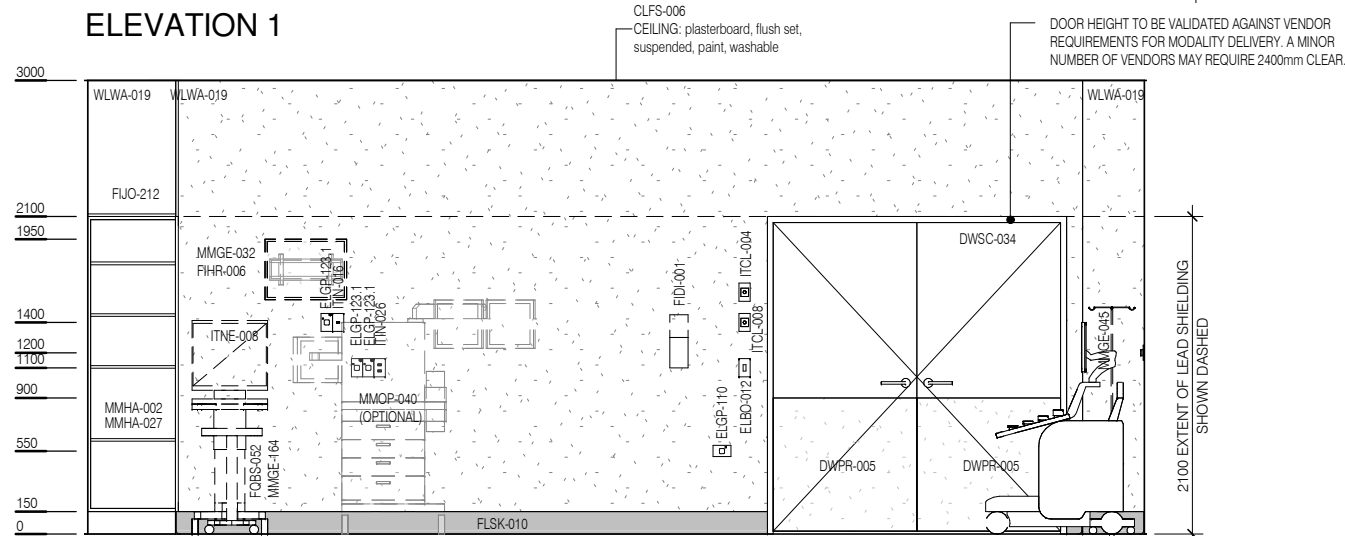 ELEVATION 1
CLFS-006
CEILING: plasterboard, flush set,
suspended, paint, washable
DOOR HEIGHT TO BE VALIDATED AGAINST VENDOR
REQUIREMENTS FOR MODALITY DELIVERY. A MINOR
NUMBER OF VENDORS MAY REQUIRE 2400mm CLEAR.
3000
WLWA-019
WLWA-019
WLWA-019
FIJO-212
2100
1950
MMGE-032
FIHR-006
ELGP-123.1
ITIN-016
ELGP-123.1
ELGP-123.1
ITIN-026
FIDI-001
ITCL-004
DWSC-034
1400
ITNE-008
ITCL-008
MMGE-045
1200
1100
900
MMHA-002
MMHA-027
MMOP-040
(OPTIONAL)
ELGP-110
ELBO-012
550
FQBS-052
MMGE-164
DWPR-005
DWPR-005
2100 EXTENT OF LEAD SHIELDING
SHOWN DASHED
150
FLSK-010
0